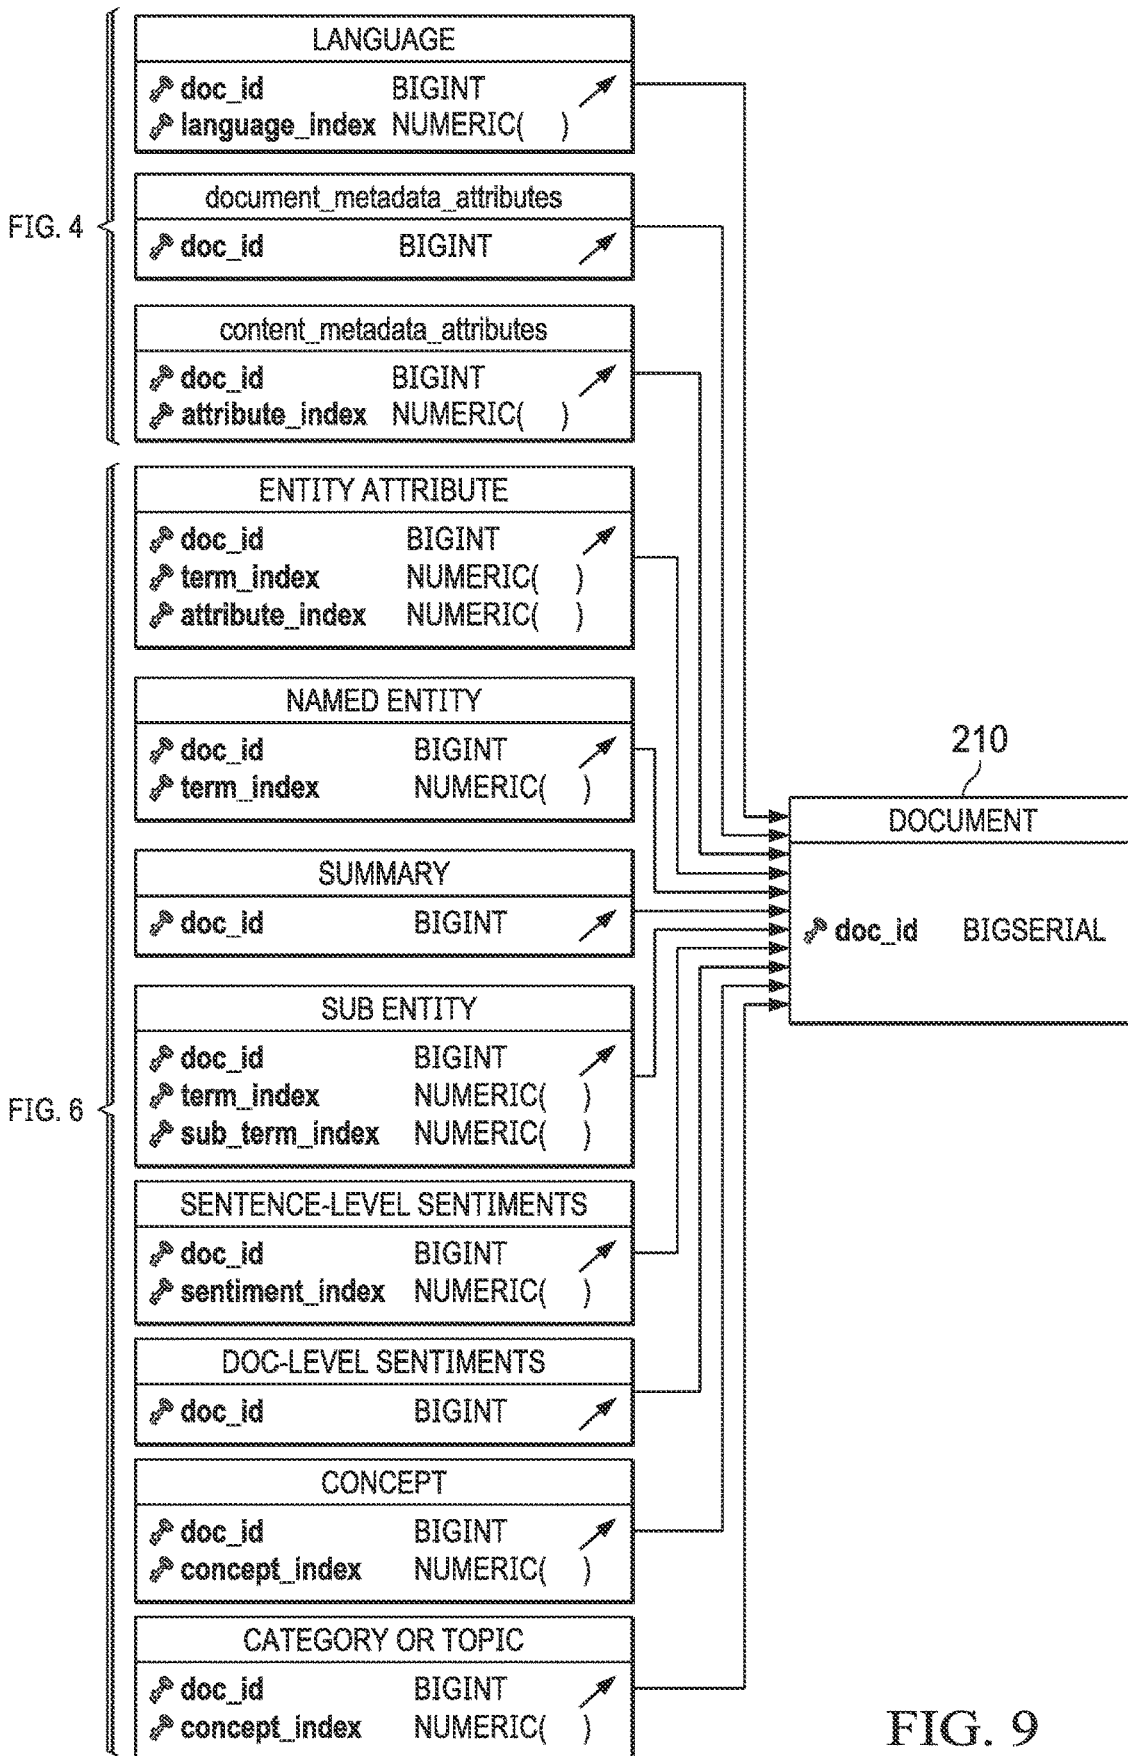 LANGUAGE
doc_id BIGINT
language_index NUMERIC( )
FIG. 4
document_metadata_attributes
doc_id BIGINT
content_metadata_attributes
doc_id BIGINT
attribute_index NUMERIC( )
ENTITY ATTRIBUTE
doc_id BIGINT
term_index NUMERIC( )
attribute_index NUMERIC( )
NAMED ENTITY
doc_id BIGINT
term_index NUMERIC( )
210
DOCUMENT
doc_id BIGSERIAL
SUMMARY
doc_id BIGINT
FIG. 6
SUB ENTITY
doc_id BIGINT
term_index NUMERIC( )
sub_term_index NUMERIC( )
SENTENCE-LEVEL SENTIMENTS
doc_id BIGINT
sentiment_index NUMERIC( )
DOC-LEVEL SENTIMENTS
doc_id BIGINT
CONCEPT
doc_id BIGINT
concept_index NUMERIC( )
CATEGORY OR TOPIC
doc_id BIGINT
concept_index NUMERIC( )
FIG. 9